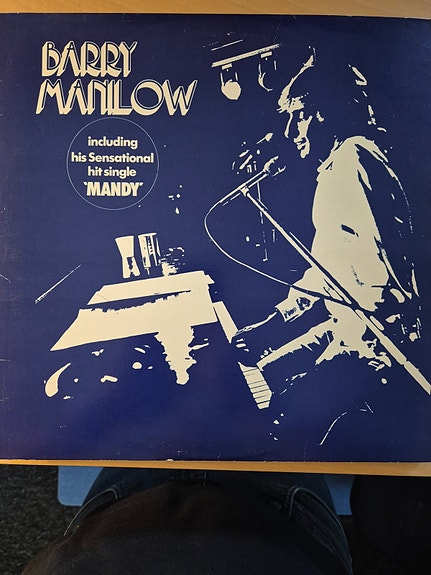 BARRY
MANILOW
including
his Sensational
hit single
"MANDY"